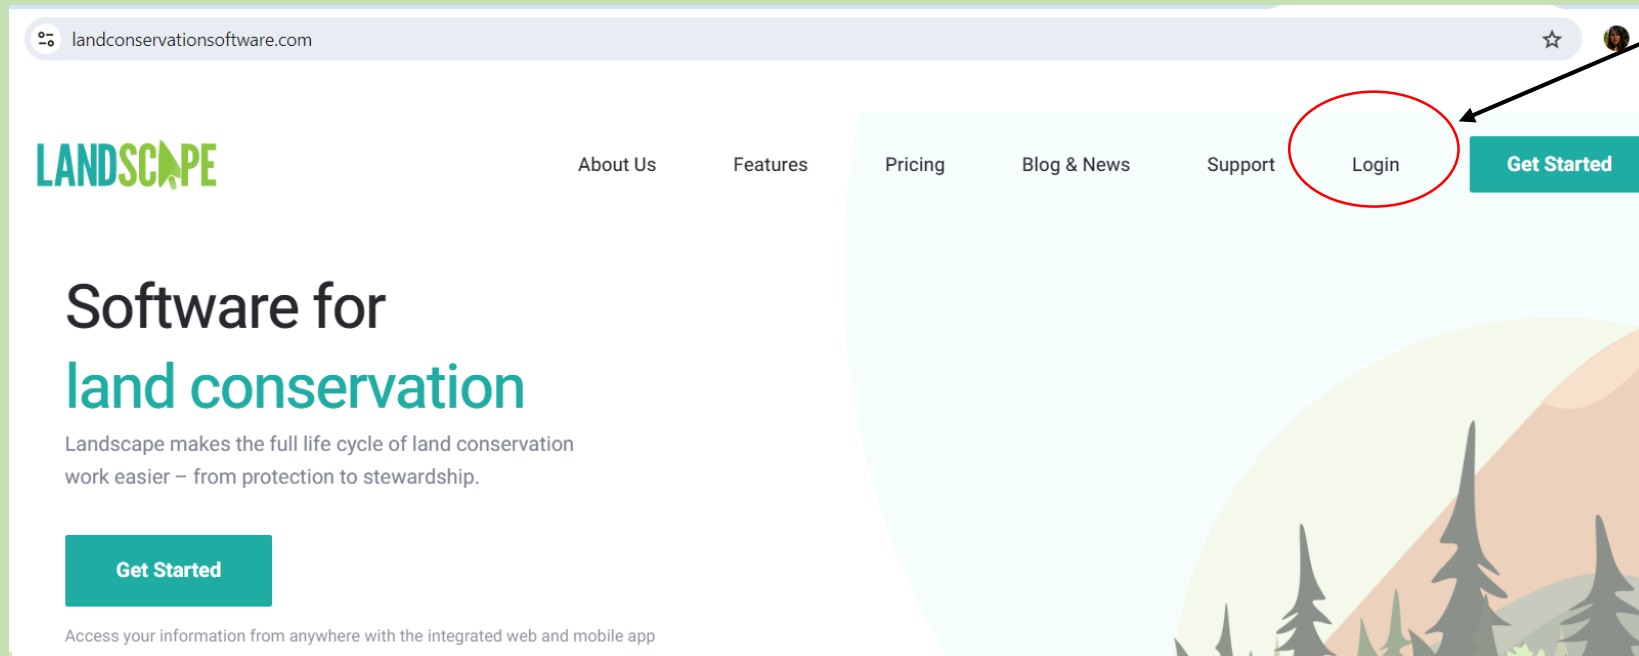 landconservationsoftware.com
LANDSCAPE
About Us Features Pricing Blog & News Support Login Get Started
Software for
land conservation
Landscape makes the full life cycle of land conservation
work easier – from protection to stewardship.
Get Started
Access your information from anywhere with the integrated web and mobile app